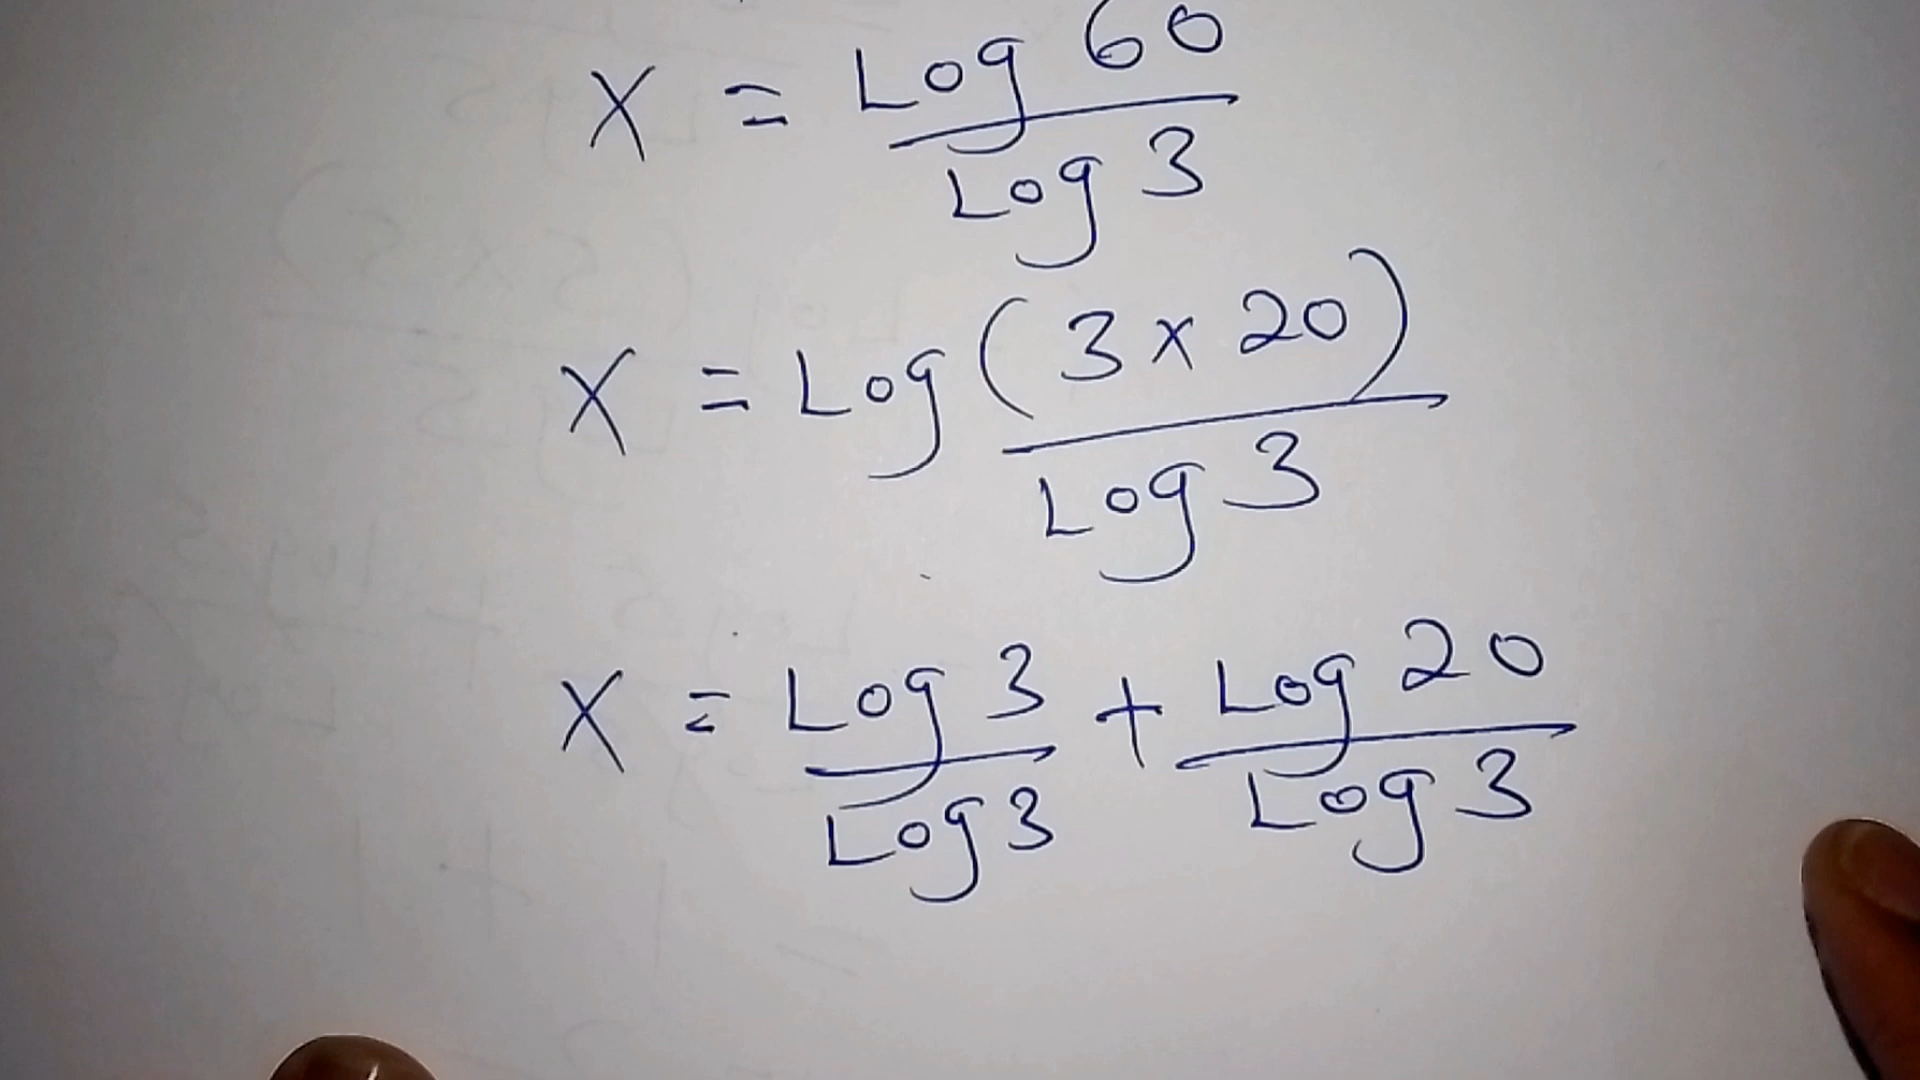 X = Log 60 / Log 3
X = Log (3 x 20) / Log 3
X = Log 3 / Log 3 + Log 20 / Log 3